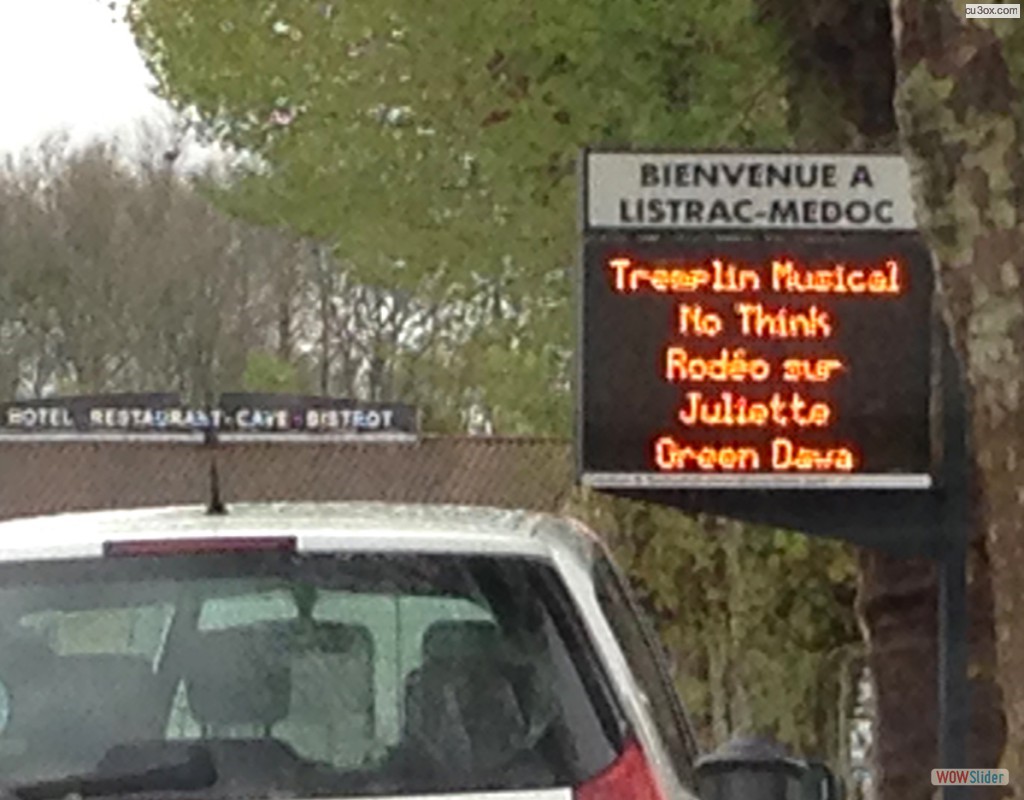 cu3ox.com
BIENVENUE A
LISTRAC-MEDOC
Tremplin Musical
No Think
Rodéo sur
Juliette
Green Dawa
HOTEL RESTAURANT-CAVE-BISTROT
WOWSlider